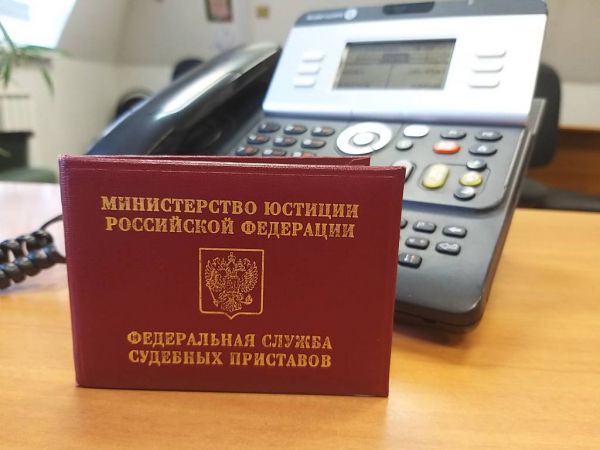 МИНИСТЕРСТВО ЮСТИЦИИ
РОССИЙСКОЙ ФЕДЕРАЦИИ
ФЕДЕРАЛЬНАЯ СЛУЖБА
СУДЕБНЫХ ПРИСТАВОВ